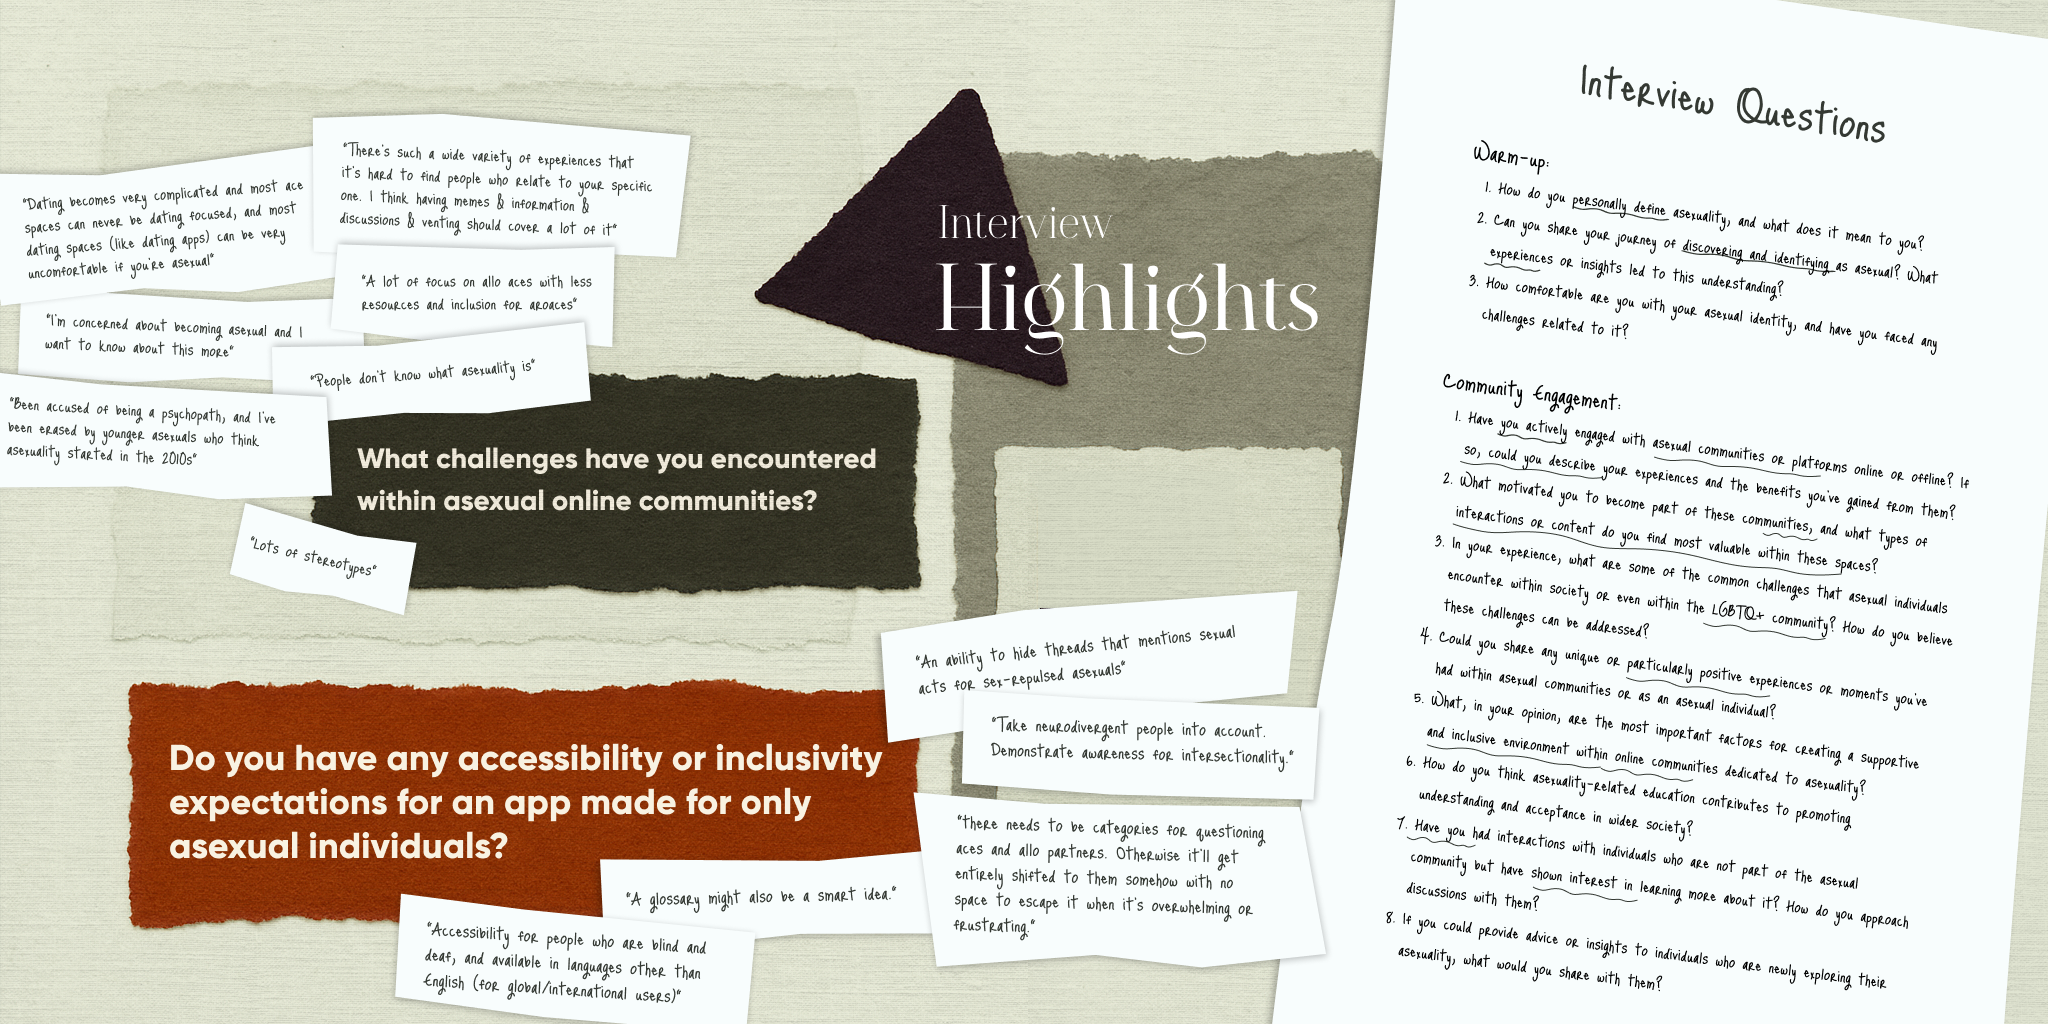 "Dating becomes very complicated and most ace
spaces can never be dating focused, and most
dating spaces (like dating apps) can be very
uncomfortable if you're asexual"
"There's such a wide variety of experiences that
it's hard to find people who relate to your specific
one. I think having memes & information &
discussions & venting should cover a lot of it"
"A lot of focus on allo aces with less
resources and inclusion for aroaces"
"I'm concerned about becoming asexual and I
want to know about this more"
"People don't know what asexuality is"
"Been accused of being a psychopath, and I've
been erased by younger asexuals who think
asexuality started in the 2010s"
"Lots of stereotypes"
What challenges have you encountered
within asexual online communities?
Interview
Highlights
Do you have any accessibility or inclusivity
expectations for an app made for only
asexual individuals?
"An ability to hide threads that mentions sexual
acts for sex-repulsed asexuals"
"Take neurodivergent people into account.
Demonstrate awareness for intersectionality."
"There needs to be categories for questioning
aces and allo partners. Otherwise it'll get
entirely shifted to them somehow with no
space to escape it when it's overwhelming or
frustrating."
"A glossary might also be a smart idea."
"Accessibility for people who are blind and
deaf, and available in languages other than
English (for global/international users)"
Interview Questions
Warm-up:
1. How do you personally define asexuality, and what does it mean to you?
2. Can you share your journey of discovering and identifying as asexual? What
experiences or insights led to this understanding?
3. How comfortable are you with your asexual identity, and have you faced any
challenges related to it?
Community Engagement:
1. Have you actively engaged with asexual communities or platforms online or offline? If
so, could you describe your experiences and the benefits you've gained from them?
2. What motivated you to become part of these communities, and what types of
interactions or content do you find most valuable within these spaces?
3. In your experience, what are some of the common challenges that asexual individuals
encounter within society or even within the LGBTQ+ community? How do you believe
these challenges can be addressed?
4. Could you share any unique or particularly positive experiences or moments you've
had within asexual communities or as an asexual individual?
5. What, in your opinion, are the most important factors for creating a supportive
and inclusive environment within online communities dedicated to asexuality?
6. How do you think asexuality-related education contributes to promoting
understanding and acceptance in wider society?
7. Have you had interactions with individuals who are not part of the asexual
community but have shown interest in learning more about it? How do you approach
discussions with them?
8. If you could provide advice or insights to individuals who are newly exploring their
asexuality, what would you share with them?